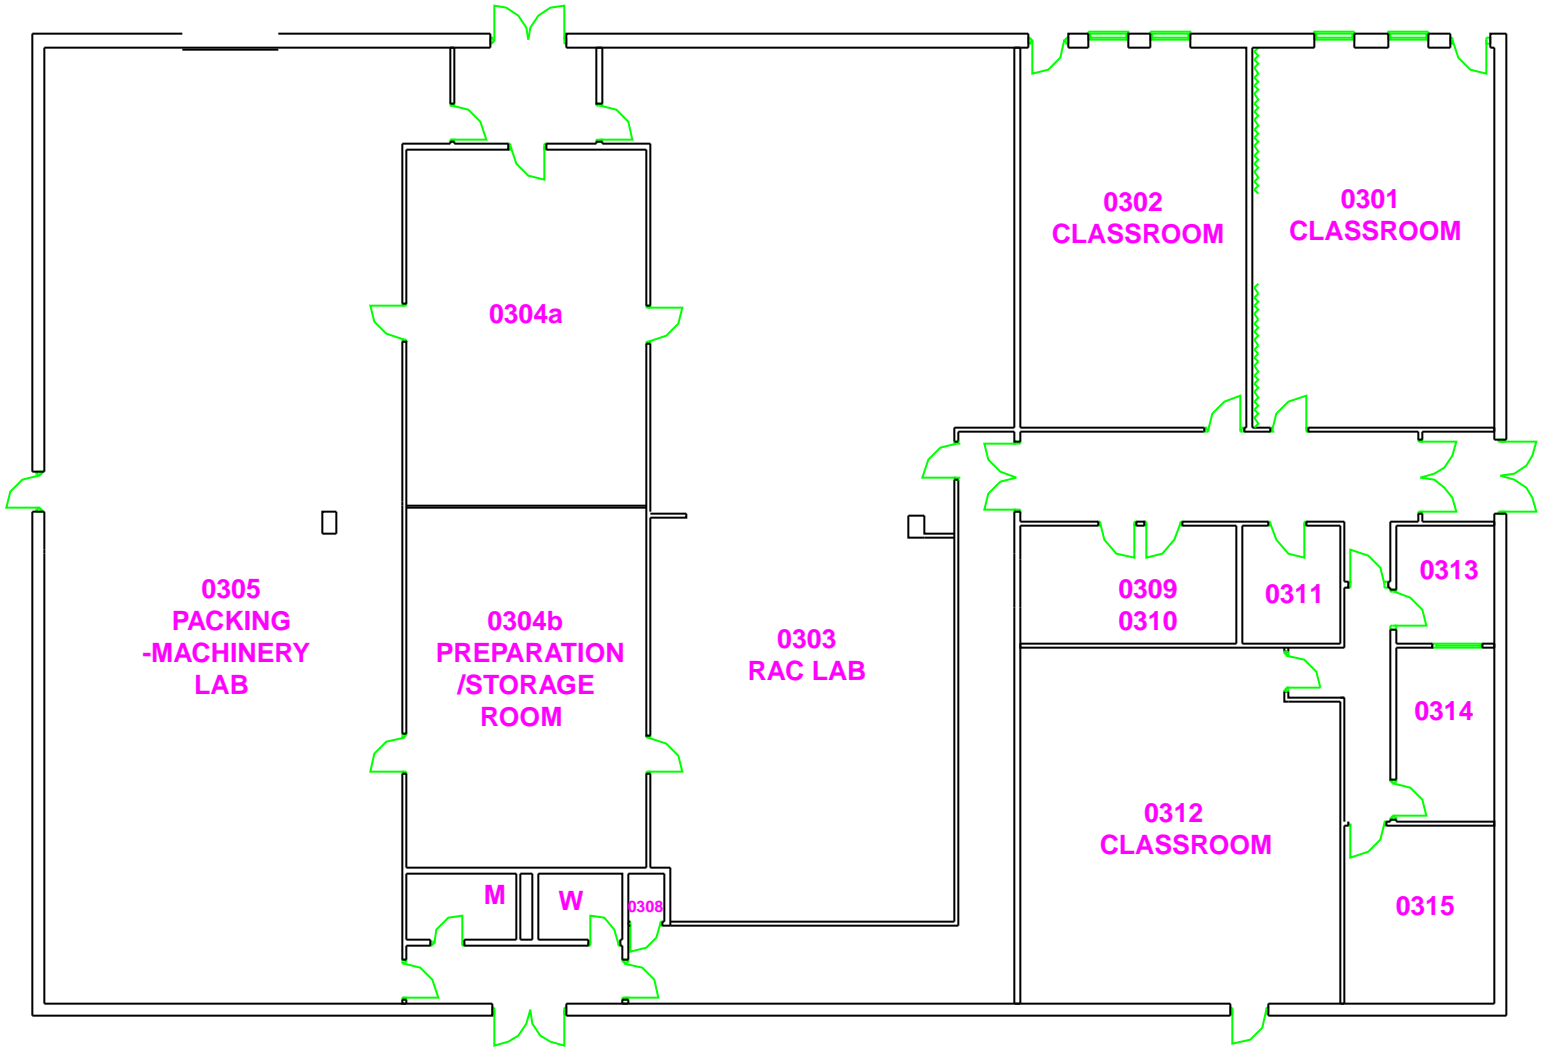 0302
CLASSROOM
0301
CLASSROOM
0304a
0305
PACKING
-MACHINERY
LAB
0304b
PREPARATION
/STORAGE
ROOM
0303
RAC LAB
0309
0310
0311
0313
0314
0312
CLASSROOM
0315
M
W
0308